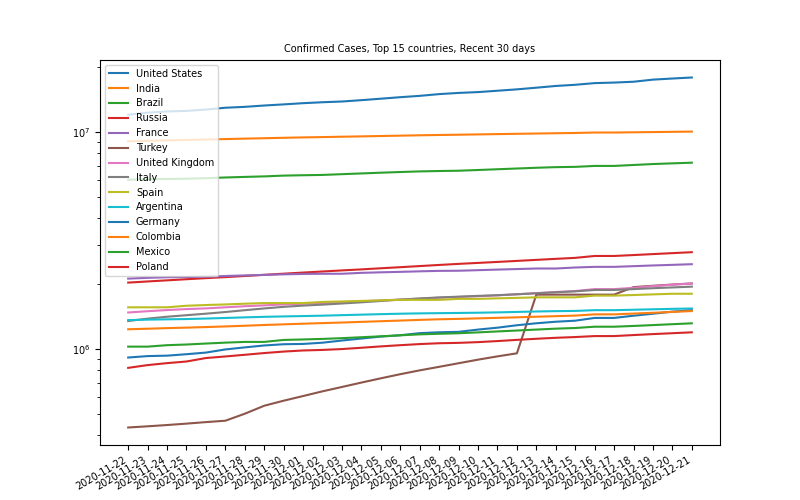 Confirmed Cases, Top 15 countries, Recent 30 days
United States
India
Brazil
Russia
France
Turkey
United Kingdom
Italy
Spain
Argentina
Germany
Colombia
Mexico
Poland
10^7
10^6
2020-11-22
2020-11-23
2020-11-24
2020-11-25
2020-11-26
2020-11-27
2020-11-28
2020-11-29
2020-11-30
2020-12-01
2020-12-02
2020-12-03
2020-12-04
2020-12-05
2020-12-06
2020-12-07
2020-12-08
2020-12-09
2020-12-10
2020-12-11
2020-12-12
2020-12-13
2020-12-14
2020-12-15
2020-12-16
2020-12-17
2020-12-18
2020-12-19
2020-12-20
2020-12-21